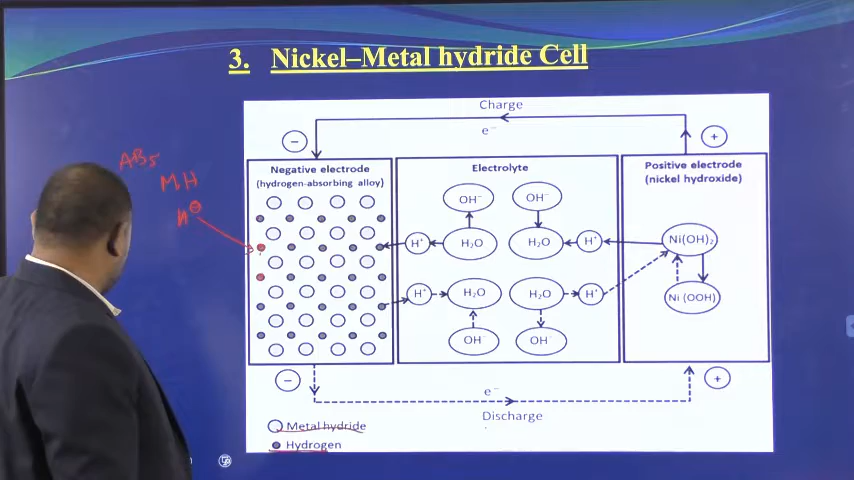 3. Nickel–Metal hydride Cell
Charge
e⁻
− +
AB₅
MH
H⊖
Negative electrode
(hydrogen-absorbing alloy)
Electrolyte
Positive electrode
(nickel hydroxide)
OH⁻ OH⁻
H⁺ H₂O H₂O H⁺ Ni(OH)₂
H⁺ H₂O H₂O H⁺ Ni (OOH)
OH⁻ OH⁻
− +
e⁻
Discharge
Metal hydride
Hydrogen